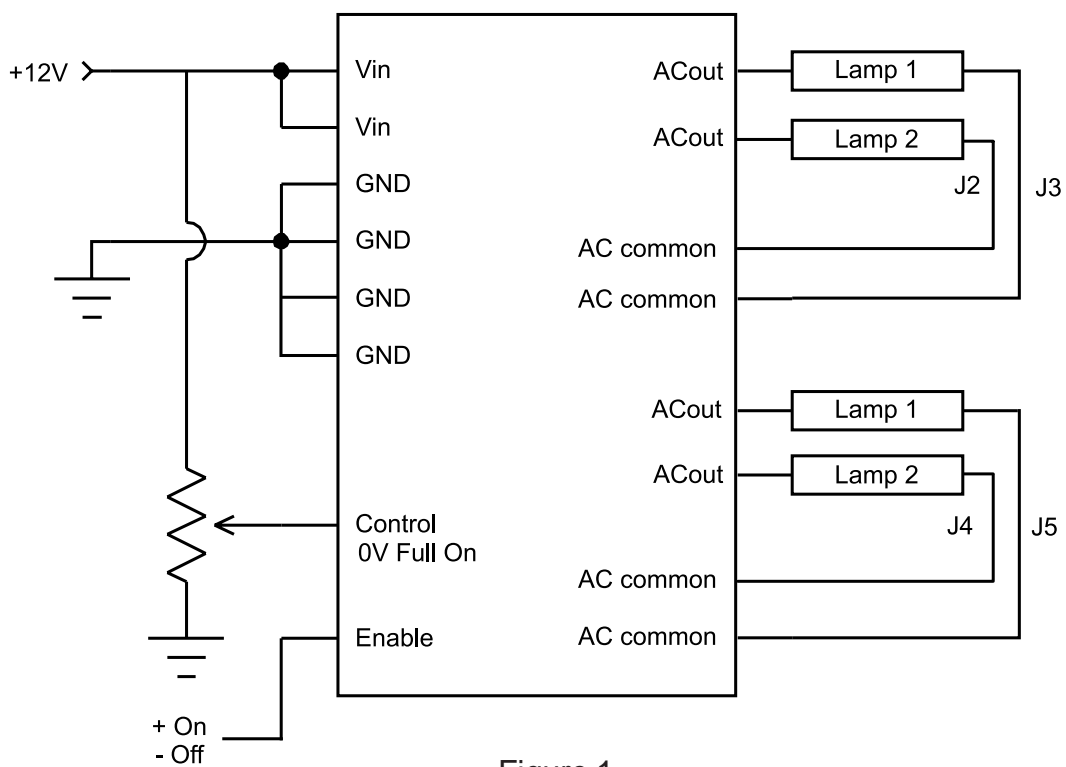 +12V
Vin
Vin
GND
GND
GND
GND
Control
0V Full On
Enable
+ On
- Off
ACout
Lamp 1
ACout
Lamp 2
J2
J3
AC common
AC common
ACout
Lamp 1
ACout
Lamp 2
J4
J5
AC common
AC common
Figure 1